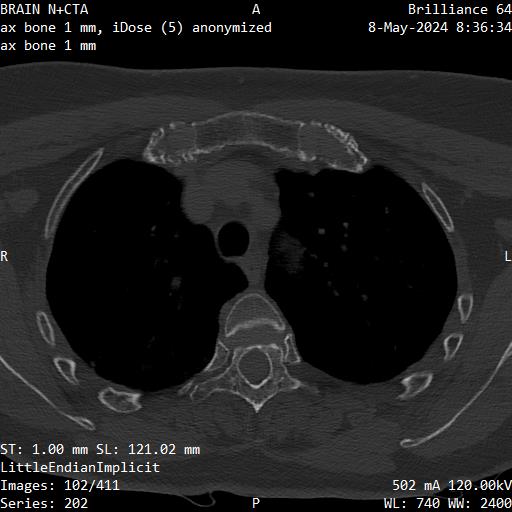 BRAIN N+CTA
A
Brilliance 64
ax bone 1 mm, iDose (5) anonymized
8-May-2024 8:36:34
ax bone 1 mm
R
L
ST: 1.00 mm SL: 121.02 mm
LittleEndianImplicit
Images: 102/411
502 mA 120.00kV
Series: 202
P
WL: 740 WW: 2400